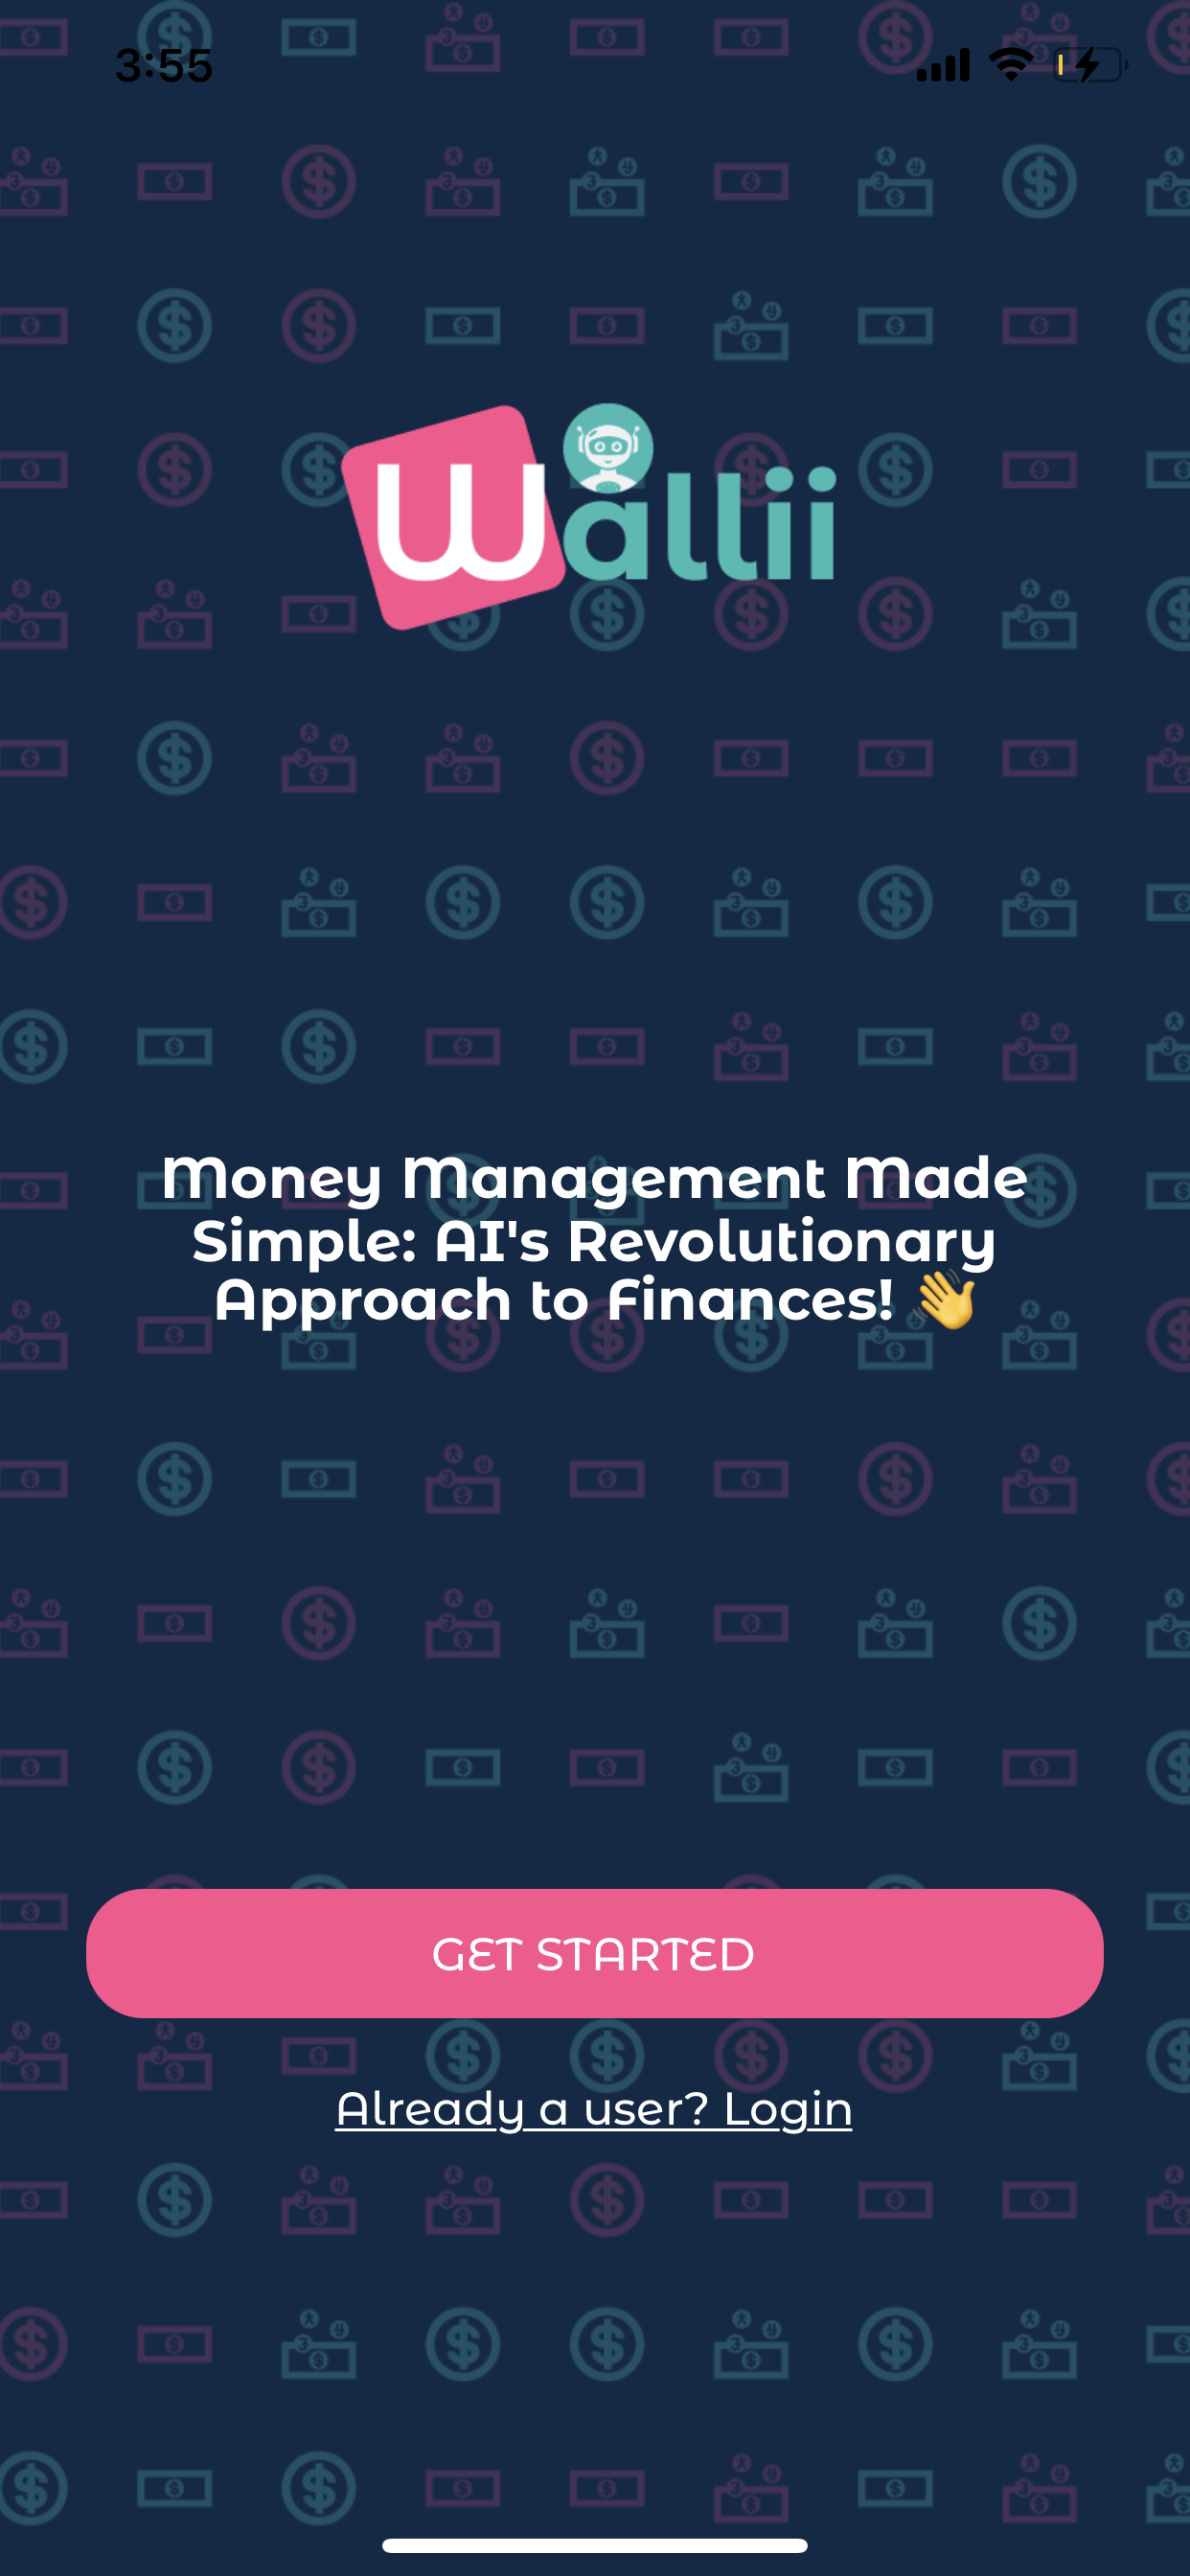 3:55
Wallii
Money Management Made
Simple: AI's Revolutionary
Approach to Finances! 👋
GET STARTED
Already a user? Login